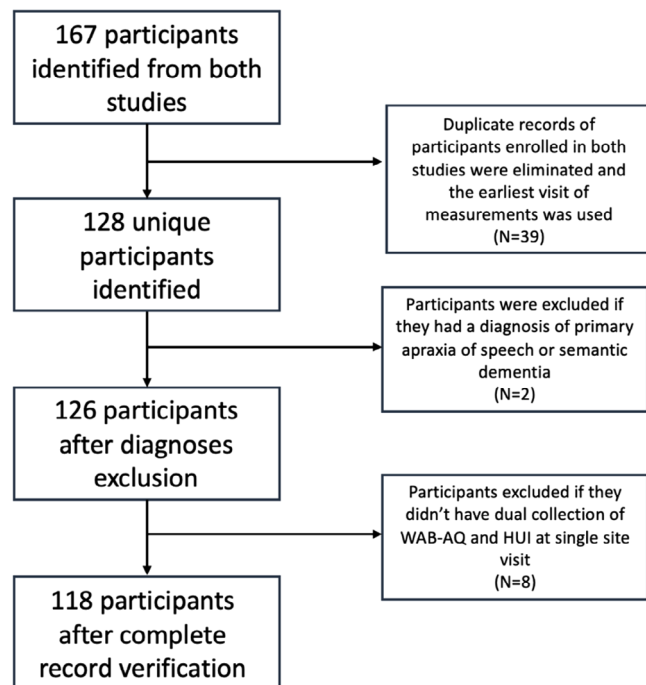 167 participants
identified from both
studies
Duplicate records of
participants enrolled in both
studies were eliminated and
the earliest visit of
measurements was used
(N=39)
128 unique
participants
identified
Participants were excluded if
they had a diagnosis of primary
apraxia of speech or semantic
dementia
(N=2)
126 participants
after diagnoses
exclusion
Participants excluded if they
didn't have dual collection of
WAB-AQ and HUI at single site
visit
(N=8)
118 participants
after complete
record verification